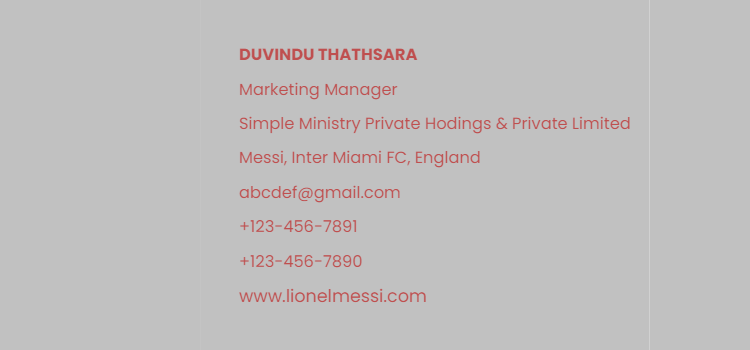 DUVINDU THATHSARA
Marketing Manager
Simple Ministry Private Hodings & Private Limited
Messi, Inter Miami FC, England
abcdef@gmail.com
+123-456-7891
+123-456-7890
www.lionelmessi.com